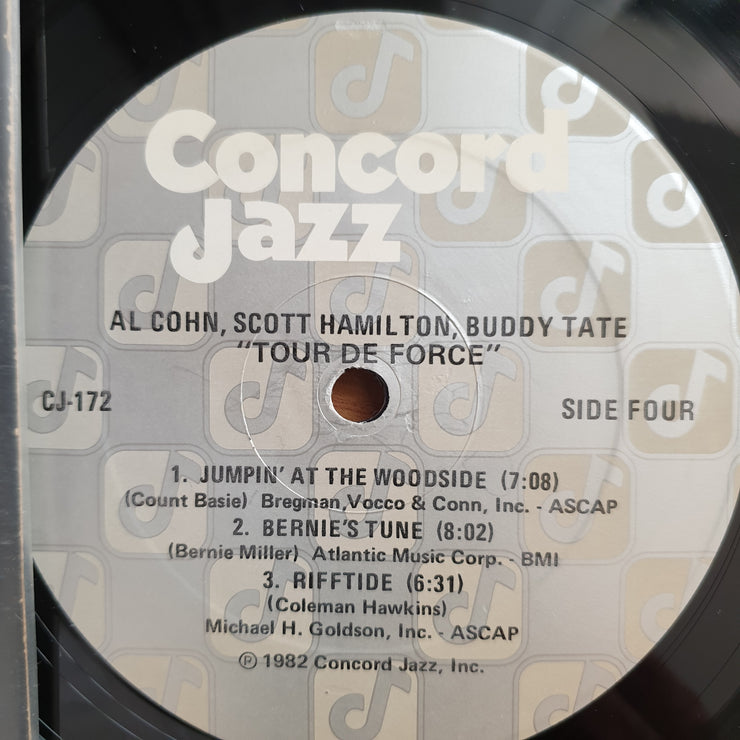 Concord
Jazz
AL COHN, SCOTT HAMILTON, BUDDY TATE
"TOUR DE FORCE"
CJ-172
SIDE FOUR
1. JUMPIN' AT THE WOODSIDE (7:08)
(Count Basie) Bregman,Vocco & Conn, Inc. - ASCAP
2. BERNIE'S TUNE (8:02)
(Bernie Miller) Atlantic Music Corp. - BMI
3. RIFFTIDE (6:31)
(Coleman Hawkins)
Michael H. Goldson, Inc. - ASCAP
℗ 1982 Concord Jazz, Inc.